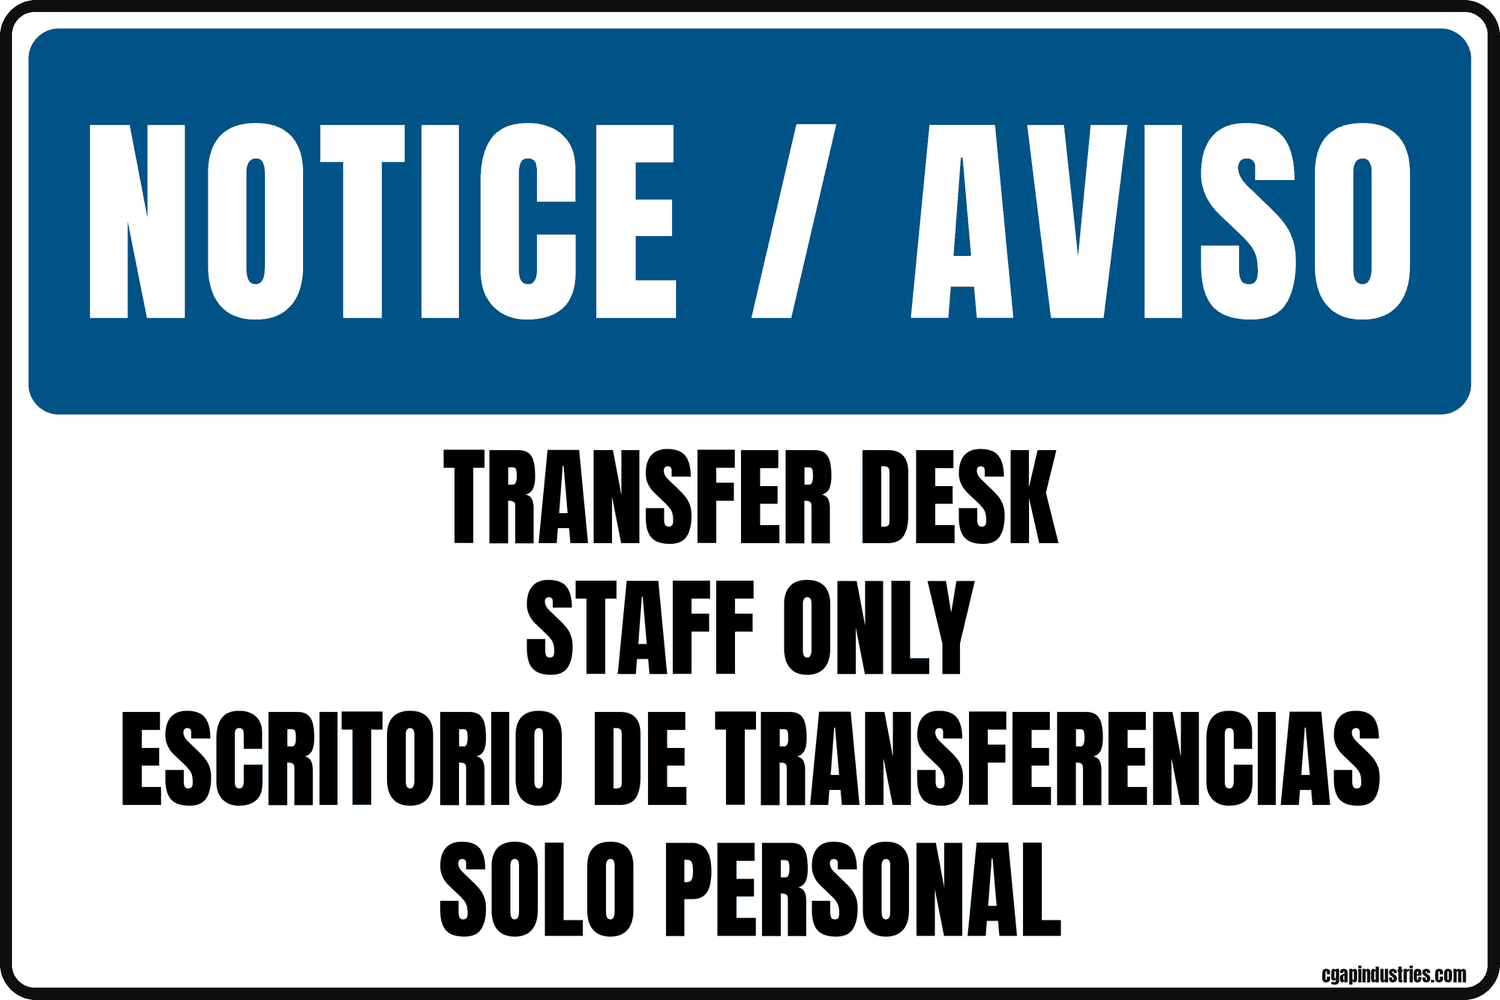 NOTICE / AVISO
TRANSFER DESK
STAFF ONLY
ESCRITORIO DE TRANSFERENCIAS
SOLO PERSONAL
cgapindustries.com